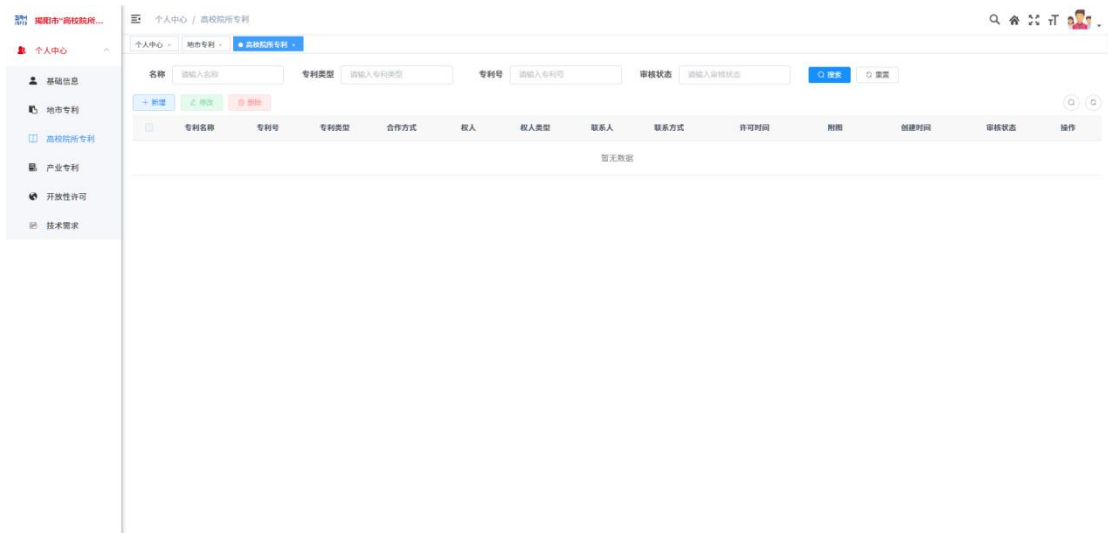 揭阳市“高校院所...
个人中心 / 高校院所专利
个人中心
个人中心 × 地市专利 × 高校院所专利 ×
基础信息
地市专利
高校院所专利
产业专利
开放性许可
技术需求
名称 请输入名称 专利类型 请输入专利类型 专利号 请输入专利号 审核状态 请输入审核状态 搜索 重置
+ 新增 修改 删除
专利名称 专利号 专利类型 合作方式 权人 权人类型 联系人 联系方式 许可时间 附图 创建时间 审核状态 操作
暂无数据